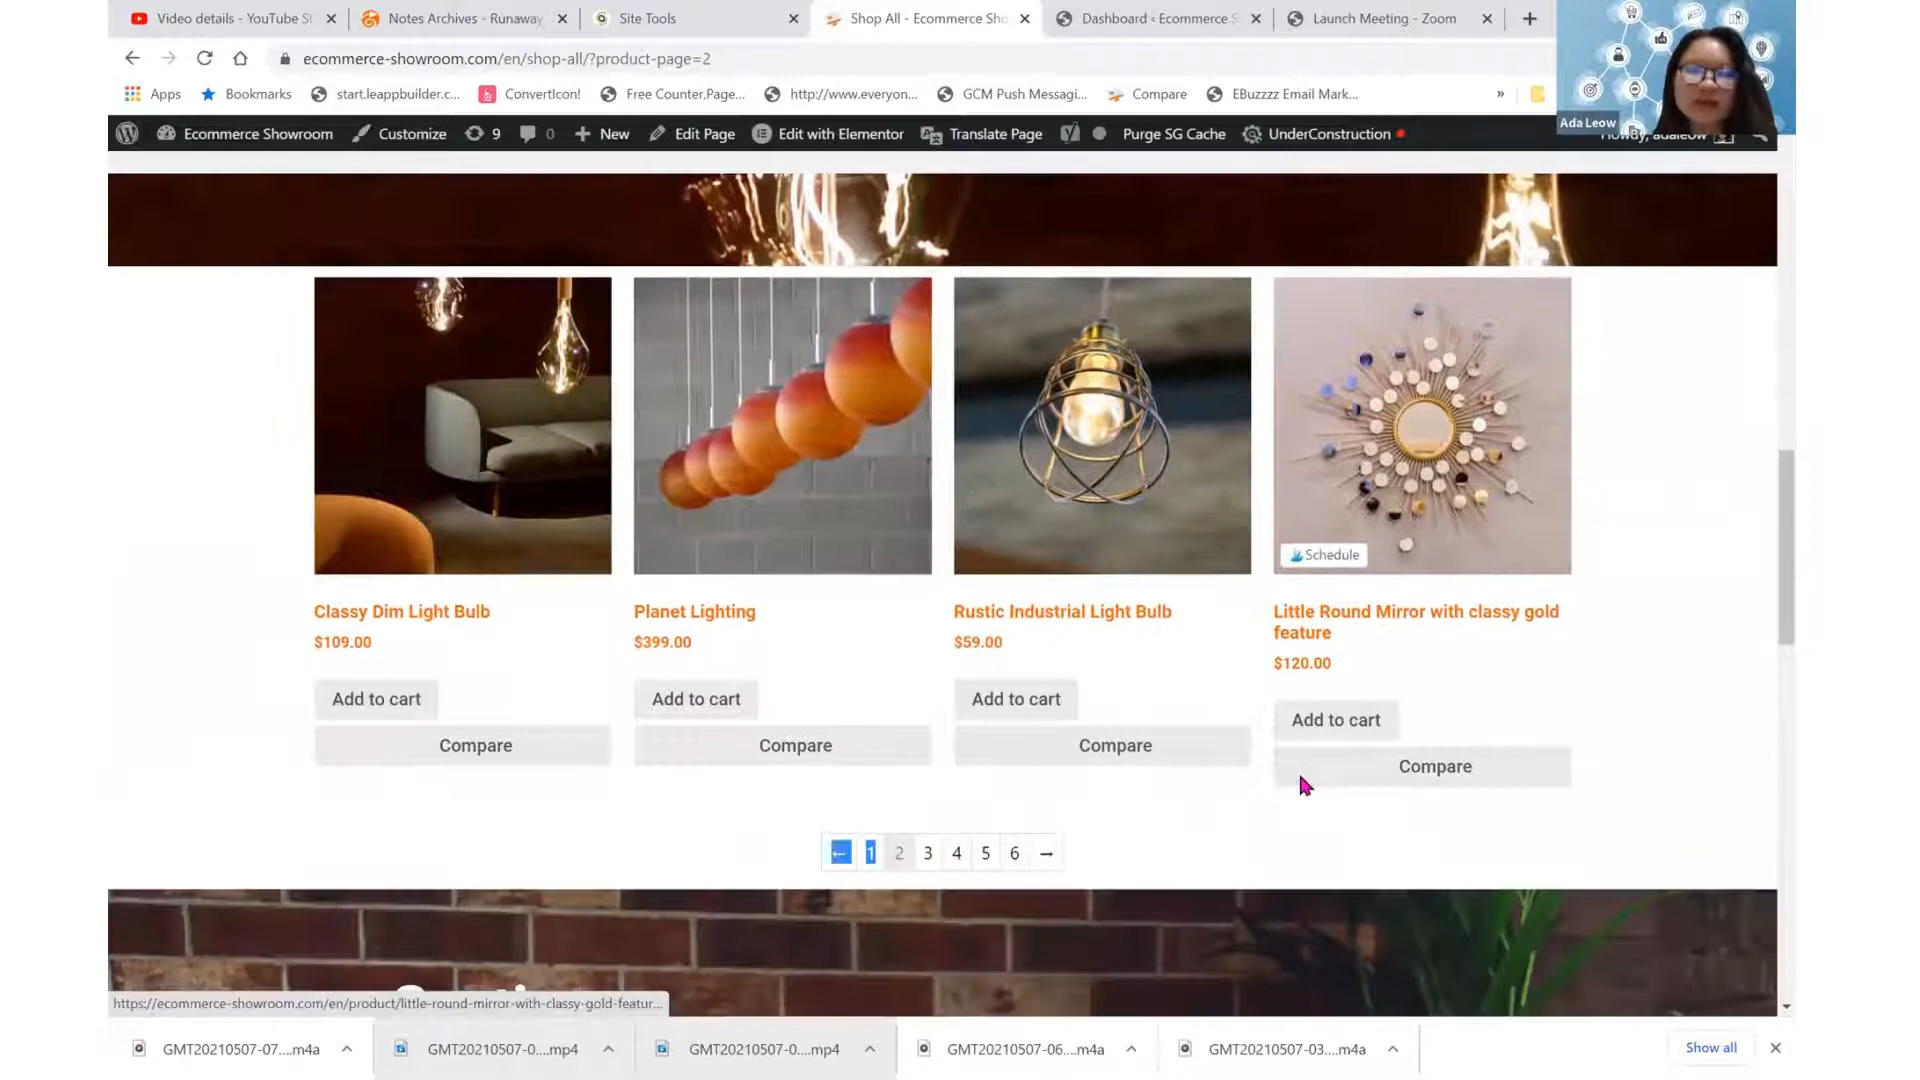 Video details - YouTube St
Notes Archives - Runaway
Site Tools
Shop All - Ecommerce Sho
Dashboard ‹ Ecommerce S
Launch Meeting - Zoom
ecommerce-showroom.com/en/shop-all/?product-page=2
Apps
Bookmarks
start.leappbuilder.c...
ConvertIcon!
Free Counter,Page...
http://www.everyon...
GCM Push Messagi...
Compare
EBuzzzz Email Mark...
»
Ada Leow
Ecommerce Showroom
Customize
9
0
New
Edit Page
Edit with Elementor
Translate Page
Purge SG Cache
UnderConstruction
Howdy, adaleow
Schedule
Classy Dim Light Bulb
$109.00
Add to cart
Compare
Planet Lighting
$399.00
Add to cart
Compare
Rustic Industrial Light Bulb
$59.00
Add to cart
Compare
Little Round Mirror with classy gold
feature
$120.00
Add to cart
Compare
← 1 2 3 4 5 6 →
https://ecommerce-showroom.com/en/product/little-round-mirror-with-classy-gold-featur...
GMT20210507-07....m4a
GMT20210507-0....mp4
GMT20210507-0....mp4
GMT20210507-06....m4a
GMT20210507-03....m4a
Show all